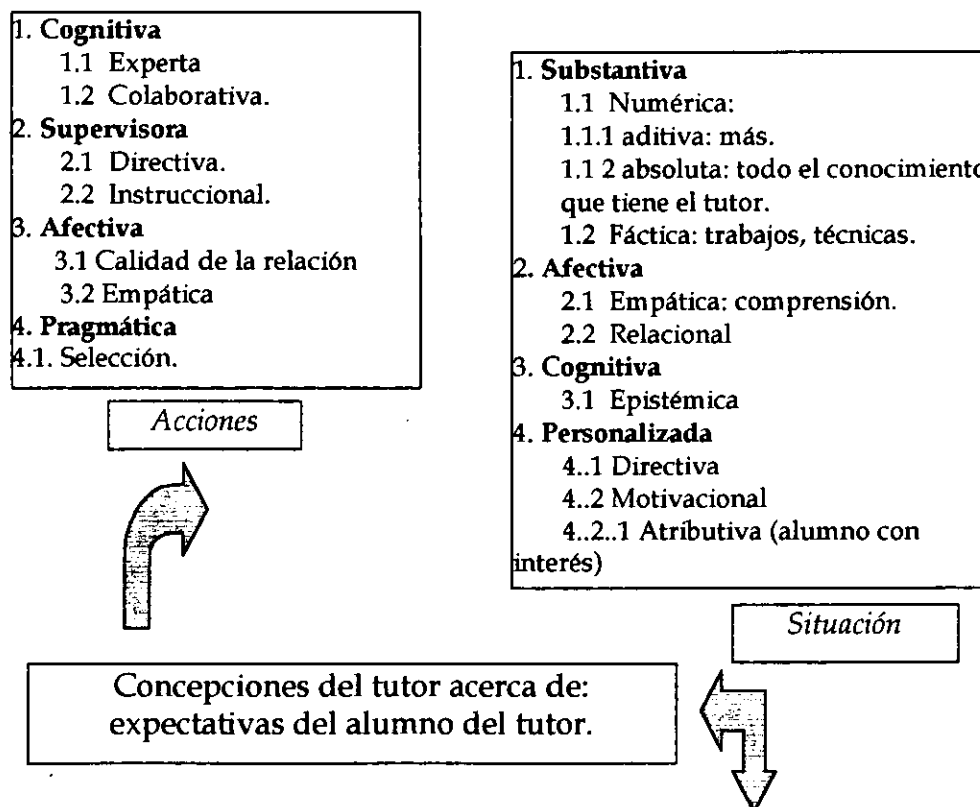 1. Cognitiva
1.1 Experta
1.2 Colaborativa.
2. Supervisora
2.1 Directiva.
2.2 Instruccional.
3. Afectiva
3.1 Calidad de la relación
3.2 Empática
4. Pragmática
4.1. Selección.
Acciones
1. Substantiva
1.1 Numérica:
1.1.1 aditiva: más.
1.1 2 absoluta: todo el conocimiento
que tiene el tutor.
1.2 Fáctica: trabajos, técnicas.
2. Afectiva
2.1 Empática: comprensión.
2.2 Relacional
3. Cognitiva
3.1 Epistémica
4. Personalizada
4..1 Directiva
4..2 Motivacional
4..2..1 Atributiva (alumno con
interés)
Situación
Concepciones del tutor acerca de:
expectativas del alumno del tutor.